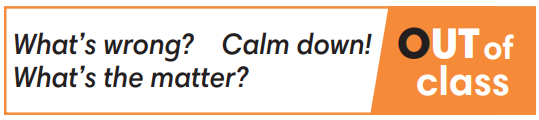 What's wrong? Calm down!
What's the matter?
OUT of
class